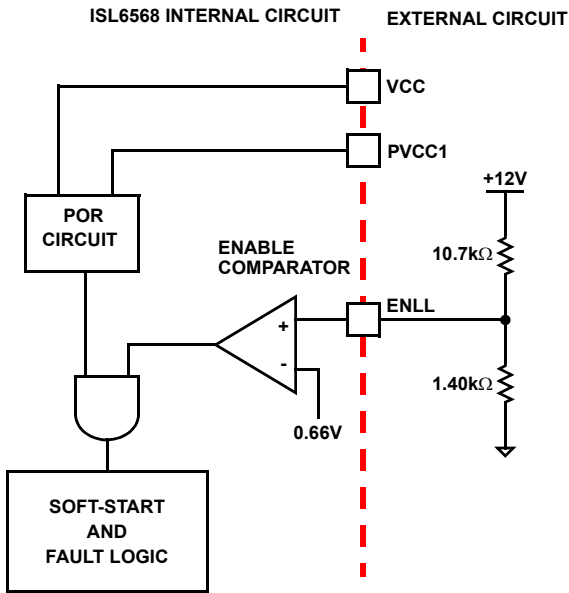 ISL6568 INTERNAL CIRCUIT
EXTERNAL CIRCUIT
VCC
PVCC1
+12V
POR
CIRCUIT
10.7kΩ
ENABLE
COMPARATOR
ENLL
+
-
1.40kΩ
0.66V
SOFT-START
AND
FAULT LOGIC